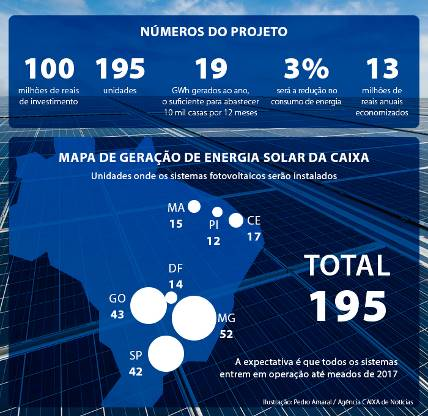 NÚMEROS DO PROJETO
100
milhões de reais
de investimento
195
unidades
19
GWh gerados ao ano,
o suficiente para abastecer
10 mil casas por 12 meses
3%
será a redução no
consumo de energia
13
milhões de
reais anuais
economizados
MAPA DE GERAÇÃO DE ENERGIA SOLAR DA CAIXA
Unidades onde os sistemas fotovoltaicos serão instalados
MA
15
PI
12
CE
17
DF
14
GO
43
MG
52
SP
42
TOTAL
195
A expectativa é que todos os sistemas
entrem em operação até meados de 2017
Ilustração: Pedro Amaral / Agência CAIXA de Notícias